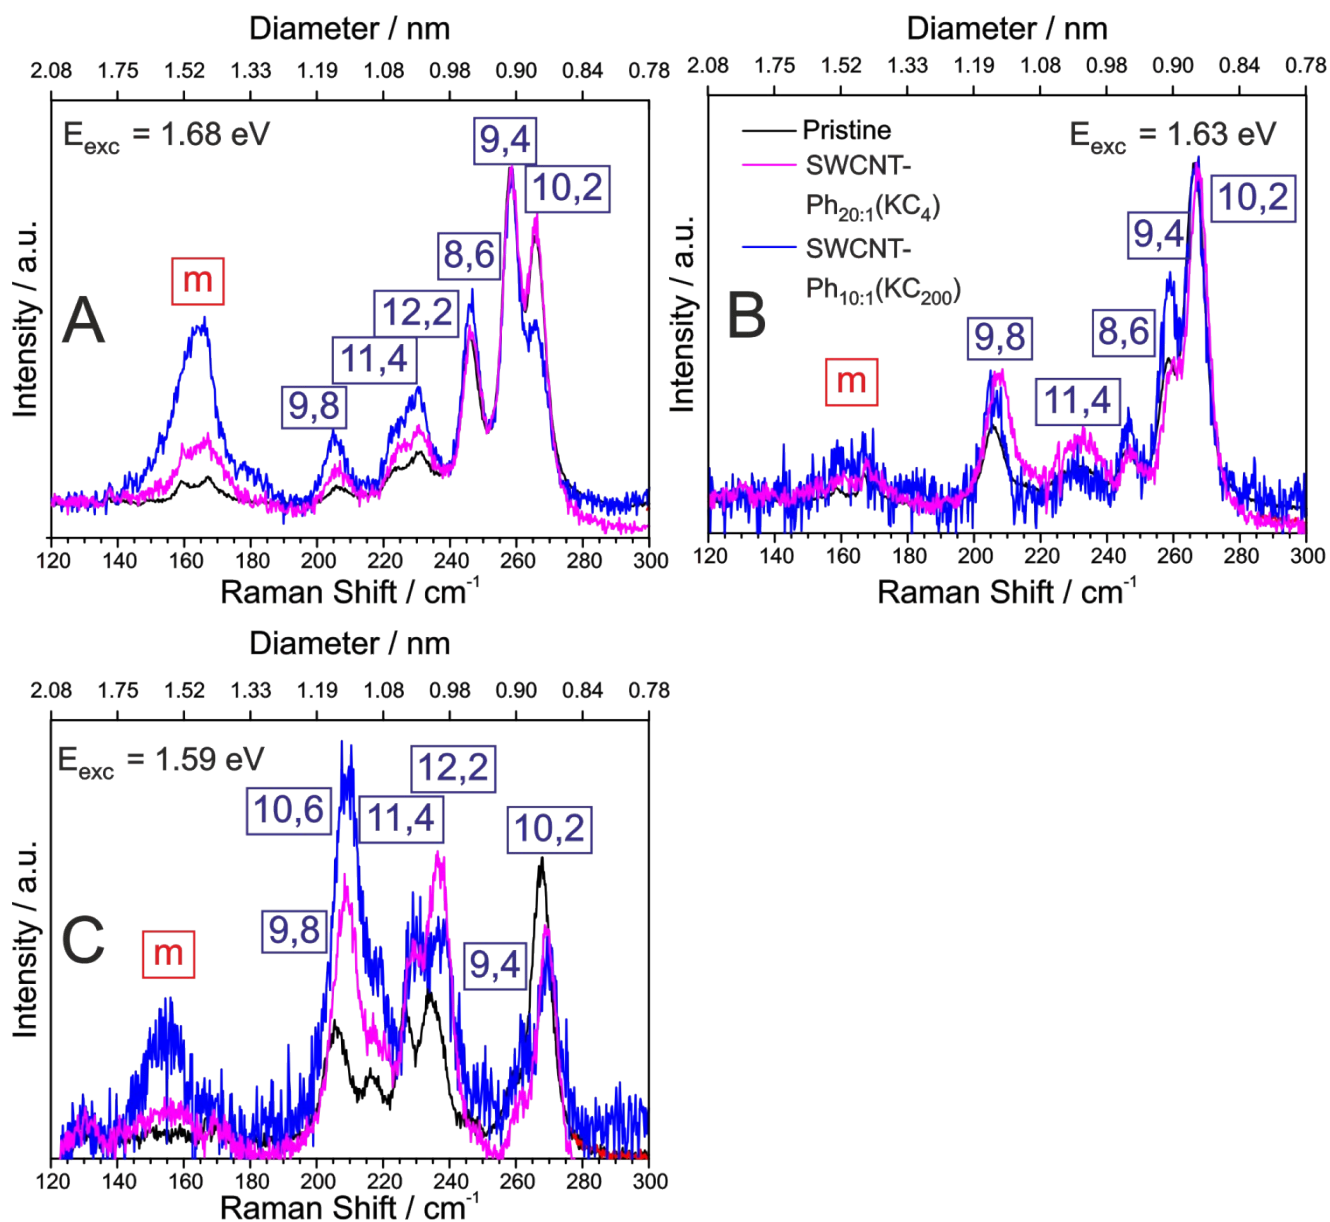 Diameter / nm
2.08 1.75 1.52 1.33 1.19 1.08 0.98 0.90 0.84 0.78
E_exc = 1.68 eV
A
m
9,8
11,4
12,2
8,6
9,4
10,2
Intensity / a.u.
120 140 160 180 200 220 240 260 280 300
Raman Shift / cm⁻¹
Diameter / nm
2.08 1.75 1.52 1.33 1.19 1.08 0.98 0.90 0.84 0.78
Pristine
SWCNT-
Ph₂₀:₁(KC₄)
SWCNT-
Ph₁₀:₁(KC₂₀₀)
E_exc = 1.63 eV
B
m
9,8
11,4
8,6
9,4
10,2
Intensity / a.u.
120 140 160 180 200 220 240 260 280 300
Raman Shift / cm⁻¹
Diameter / nm
2.08 1.75 1.52 1.33 1.19 1.08 0.98 0.90 0.84 0.78
E_exc = 1.59 eV
C
m
10,6
9,8
11,4
12,2
9,4
10,2
Intensity / a.u.
120 140 160 180 200 220 240 260 280 300
Raman Shift / cm⁻¹